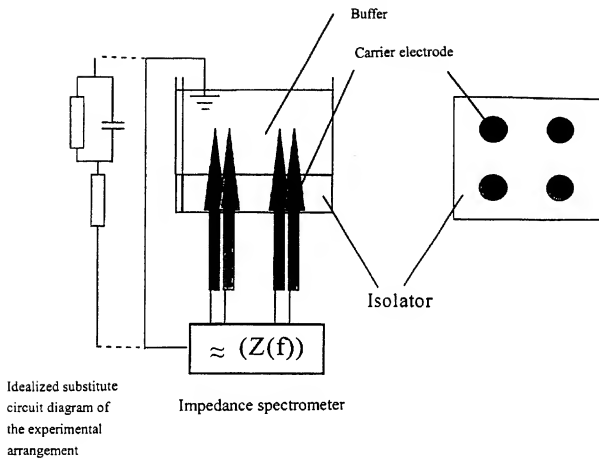 Buffer
Carrier electrode
Isolator
≈ (Z(f))
Impedance spectrometer
Idealized substitute
circuit diagram of
the experimental
arrangement